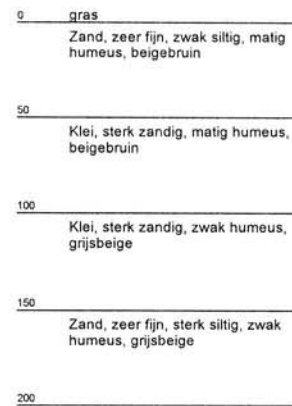 0 gras
Zand, zeer fijn, zwak siltig, matig
humeus, beigebruin
50
Klei, sterk zandig, matig humeus,
beigebruin
100
Klei, sterk zandig, zwak humeus,
grijsbeige
150
Zand, zeer fijn, sterk siltig, zwak
humeus, grijsbeige
200